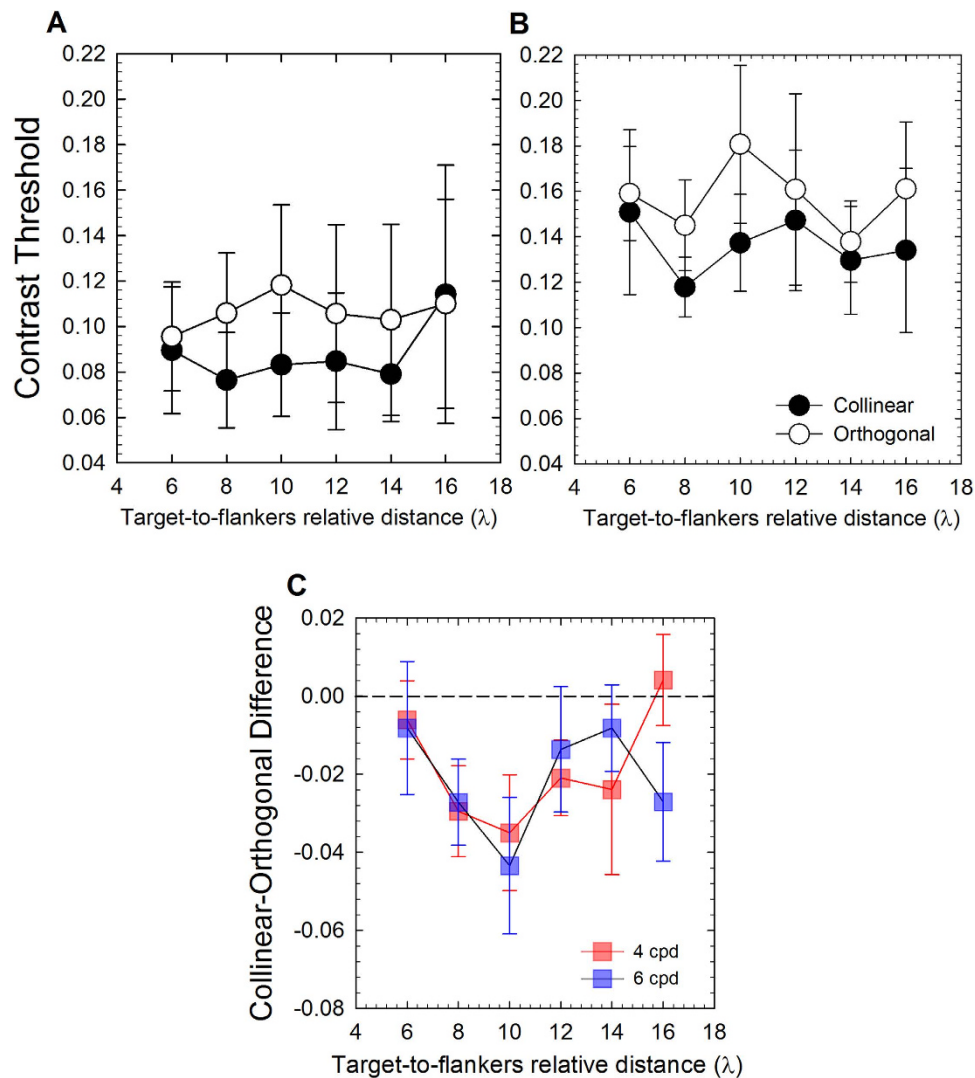 A
B
0.22
0.20
0.18
0.16
0.14
0.12
0.10
0.08
0.06
0.04
Contrast Threshold
4 6 8 10 12 14 16 18
Target-to-flankers relative distance (λ)
0.22
0.20
0.18
0.16
0.14
0.12
0.10
0.08
0.06
0.04
Collinear
Orthogonal
4 6 8 10 12 14 16 18
Target-to-flankers relative distance (λ)
C
0.02
0.00
-0.02
-0.04
-0.06
-0.08
Collinear-Orthogonal Difference
4 cpd
6 cpd
4 6 8 10 12 14 16 18
Target-to-flankers relative distance (λ)